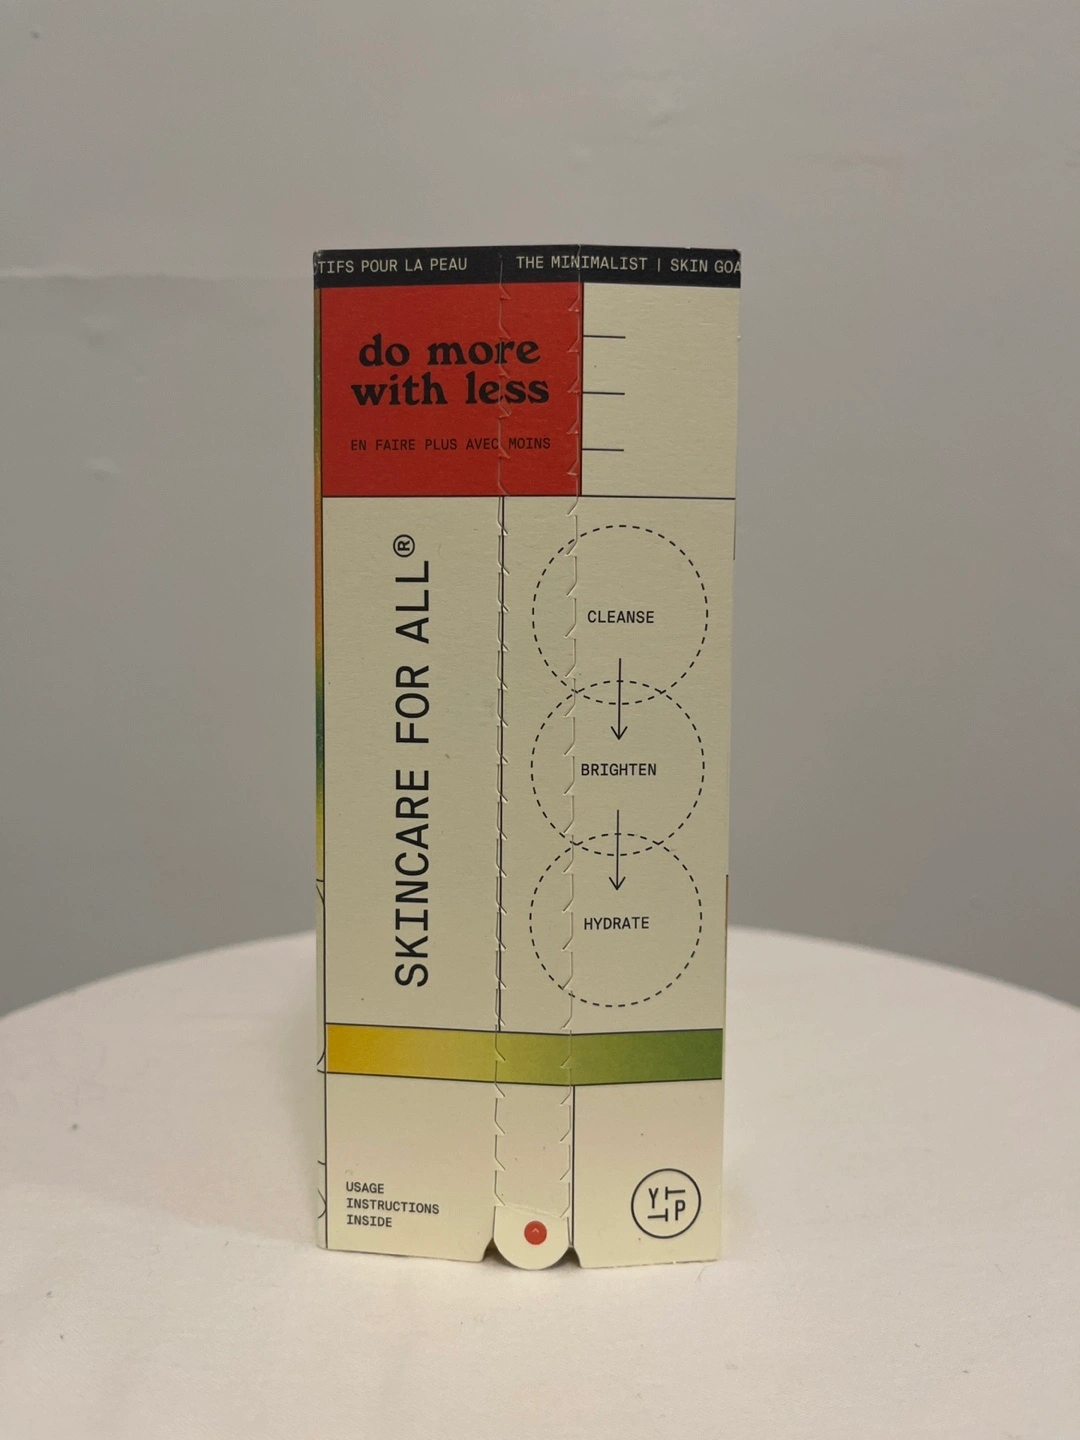 TIFS POUR LA PEAU
THE MINIMALIST | SKIN GOA
do more
with less
EN FAIRE PLUS AVEC MOINS
SKINCARE FOR ALL®
CLEANSE
BRIGHTEN
HYDRATE
USAGE
INSTRUCTIONS
INSIDE
Y
P